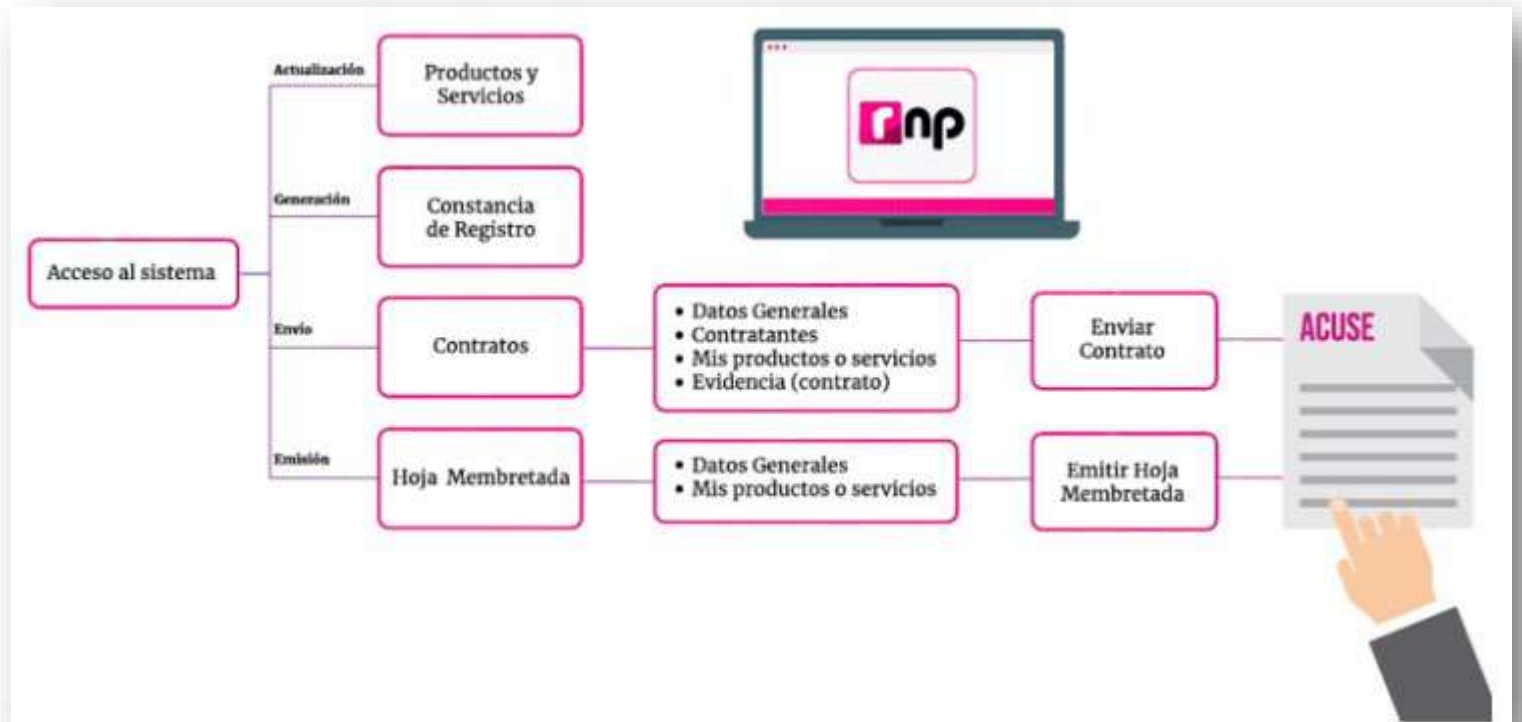 Actualización
Productos y
Servicios
rnp
Generación
Constancia
de Registro
Acceso al sistema
Envío
Contratos
• Datos Generales
• Contratantes
• Mis productos o servicios
• Evidencia (contrato)
Enviar
Contrato
ACUSE
Emisión
Hoja Membretada
• Datos Generales
• Mis productos o servicios
Emitir Hoja
Membretada